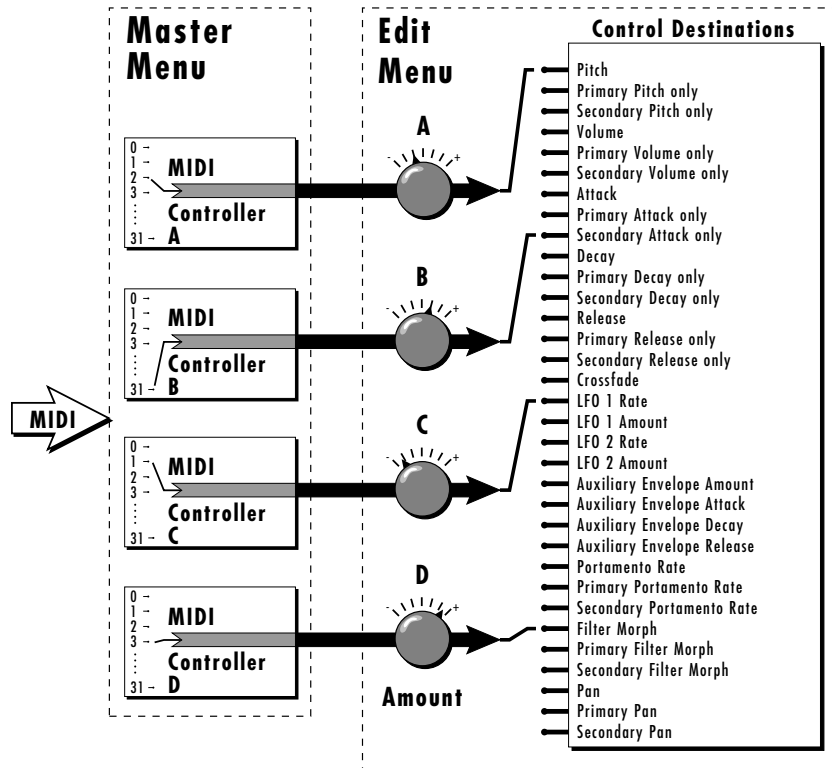 Master
Menu
Edit
Menu
Control Destinations
MIDI
0 →
1 →
2 →
3 →
31 →
MIDI
Controller
A
0 →
1 →
2 →
3 →
31 →
MIDI
Controller
B
0 →
1 →
2 →
3 →
31 →
MIDI
Controller
C
0 →
1 →
2 →
3 →
31 →
MIDI
Controller
D
A
- +
B
- +
C
- +
D
- +
Amount
Pitch
Primary Pitch only
Secondary Pitch only
Volume
Primary Volume only
Secondary Volume only
Attack
Primary Attack only
Secondary Attack only
Decay
Primary Decay only
Secondary Decay only
Release
Primary Release only
Secondary Release only
Crossfade
LFO 1 Rate
LFO 1 Amount
LFO 2 Rate
LFO 2 Amount
Auxiliary Envelope Amount
Auxiliary Envelope Attack
Auxiliary Envelope Decay
Auxiliary Envelope Release
Portamento Rate
Primary Portamento Rate
Secondary Portamento Rate
Filter Morph
Primary Filter Morph
Secondary Filter Morph
Pan
Primary Pan
Secondary Pan